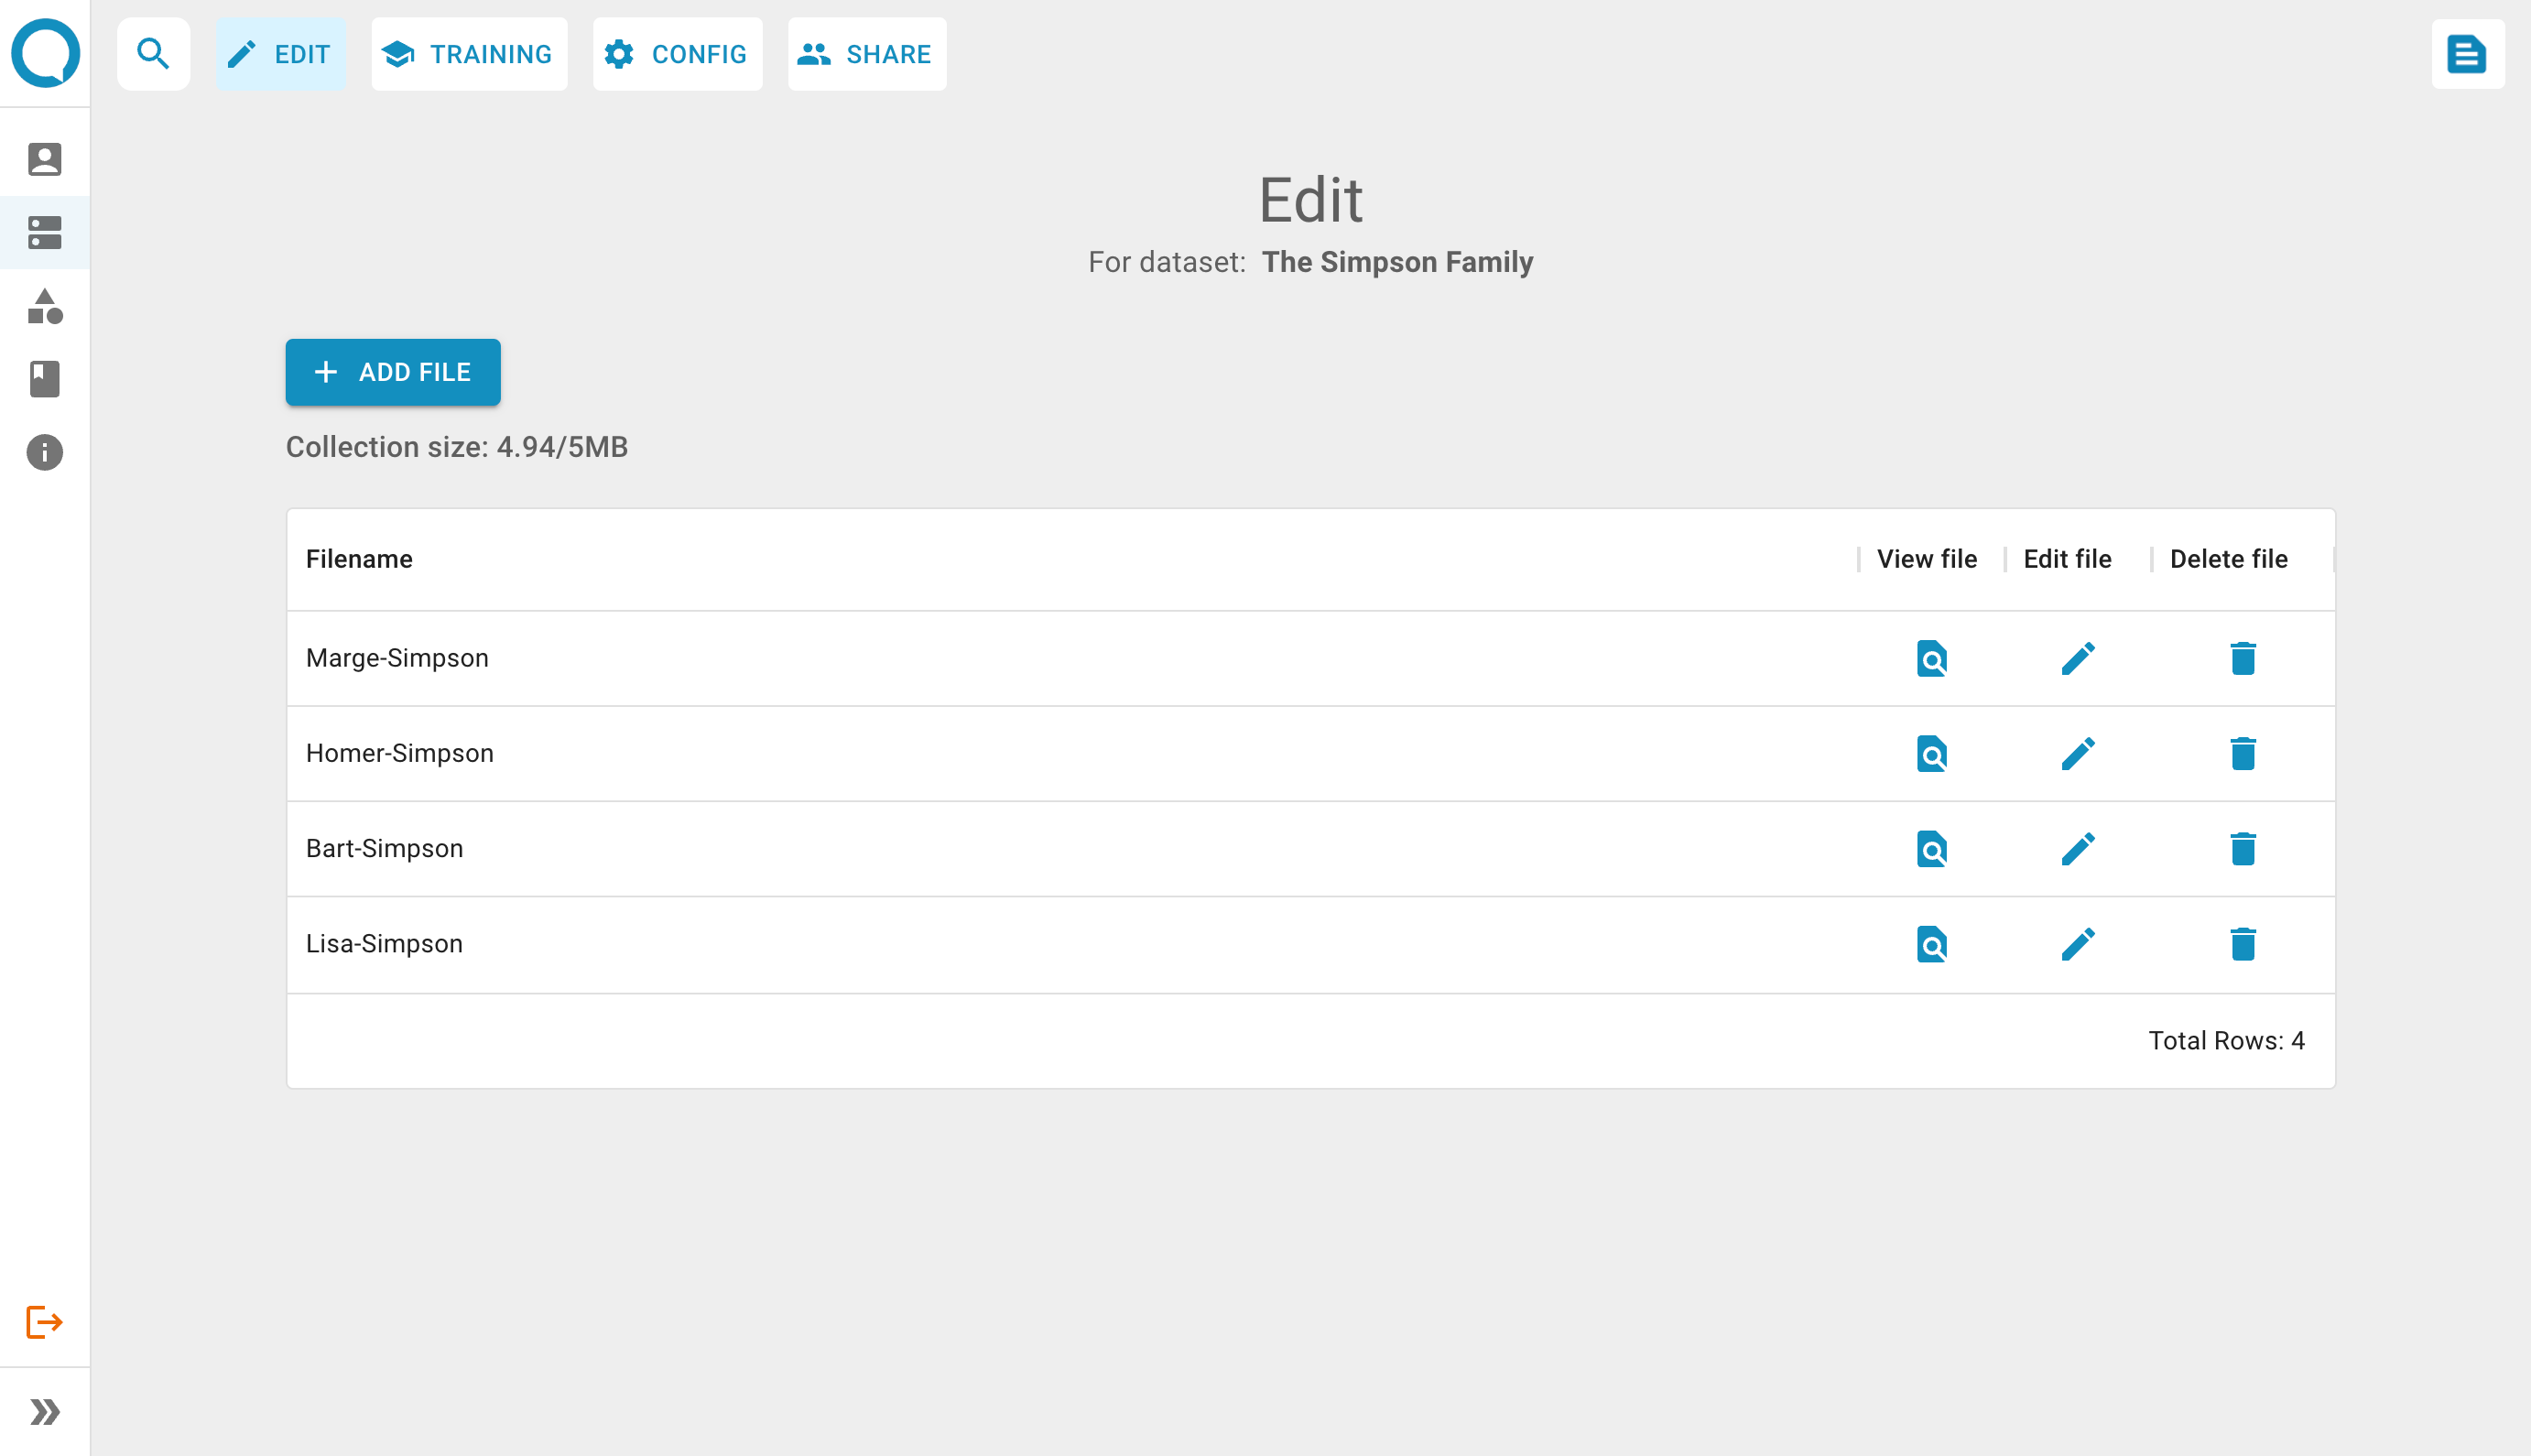 EDIT TRAINING CONFIG SHARE
Edit
For dataset: The Simpson Family
ADD FILE
Collection size: 4.94/5MB
Filename View file Edit file Delete file
Marge-Simpson
Homer-Simpson
Bart-Simpson
Lisa-Simpson
Total Rows: 4